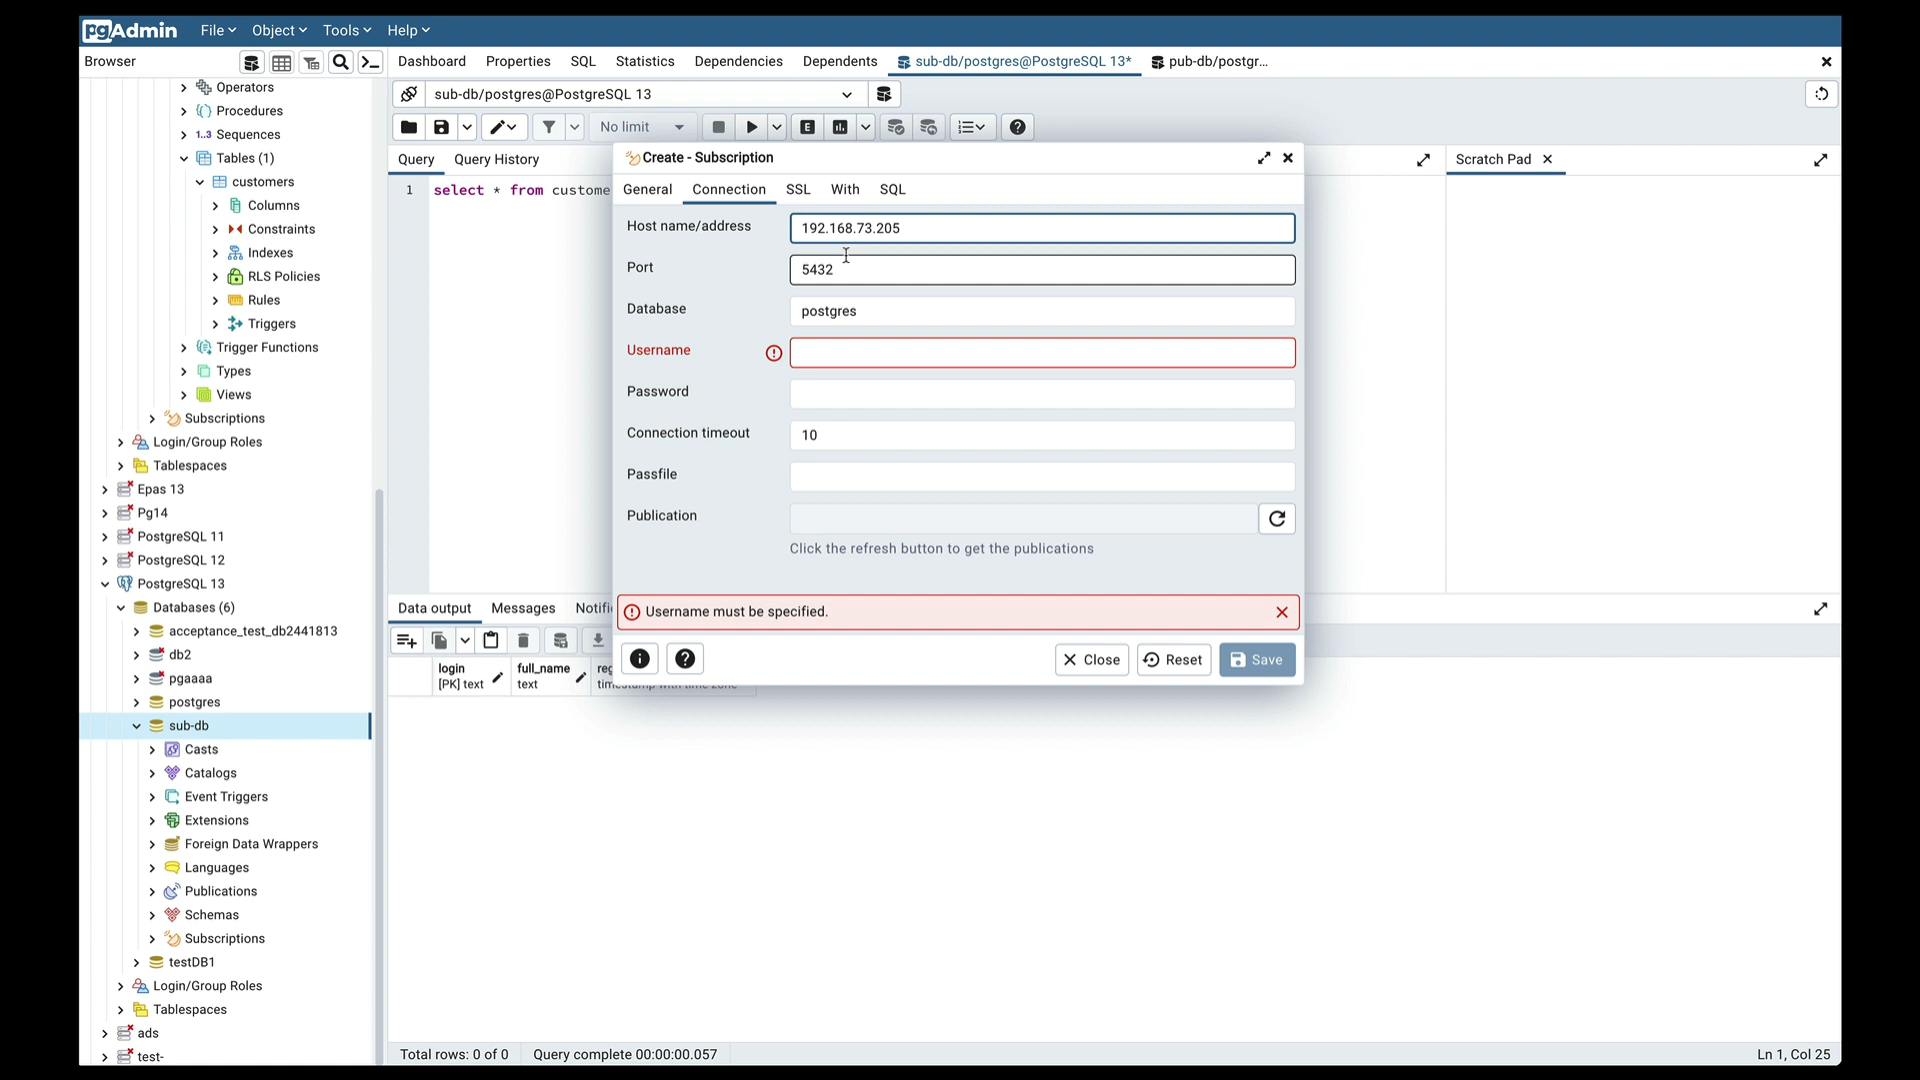 pgAdmin File Object Tools Help
Browser
Dashboard Properties SQL Statistics Dependencies Dependents sub-db/postgres@PostgreSQL 13* pub-db/postgr...
sub-db/postgres@PostgreSQL 13
No limit
Query Query History
Scratch Pad
1 select * from custome
Operators
Procedures
1..3 Sequences
Tables (1)
customers
Columns
Constraints
Indexes
RLS Policies
Rules
Triggers
Trigger Functions
Types
Views
Subscriptions
Login/Group Roles
Tablespaces
Epas 13
Pg14
PostgreSQL 11
PostgreSQL 12
PostgreSQL 13
Databases (6)
acceptance_test_db2441813
db2
pgaaaa
postgres
sub-db
Casts
Catalogs
Event Triggers
Extensions
Foreign Data Wrappers
Languages
Publications
Schemas
Subscriptions
testDB1
Login/Group Roles
Tablespaces
ads
test-
Create - Subscription
General Connection SSL With SQL
Host name/address 192.168.73.205
Port 5432
Database postgres
Username
Password
Connection timeout 10
Passfile
Publication
Click the refresh button to get the publications
Username must be specified.
Close Reset Save
Data output Messages Notifi
login full_name reg
[PK] text text timestamp with time zone
Total rows: 0 of 0 Query complete 00:00:00.057
Ln 1, Col 25